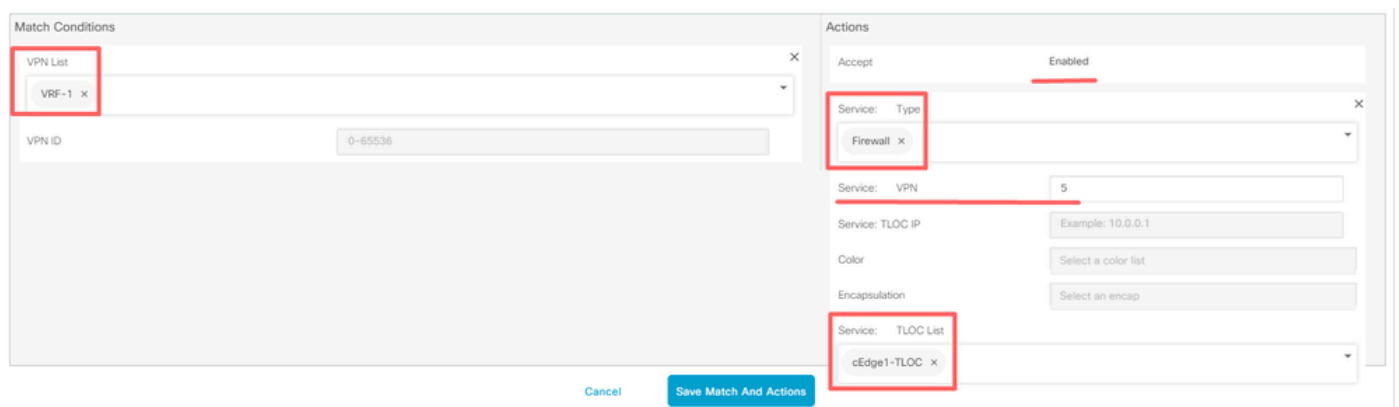 Match Conditions
VPN List
×
VRF-1 ×
VPN ID
0-65536
Actions
Accept
Enabled
Service: Type
×
Firewall ×
Service: VPN
5
Service: TLOC IP
Example: 10.0.0.1
Color
Select a color list
Encapsulation
Select an encap
Service: TLOC List
cEdge1-TLOC ×
Cancel
Save Match And Actions